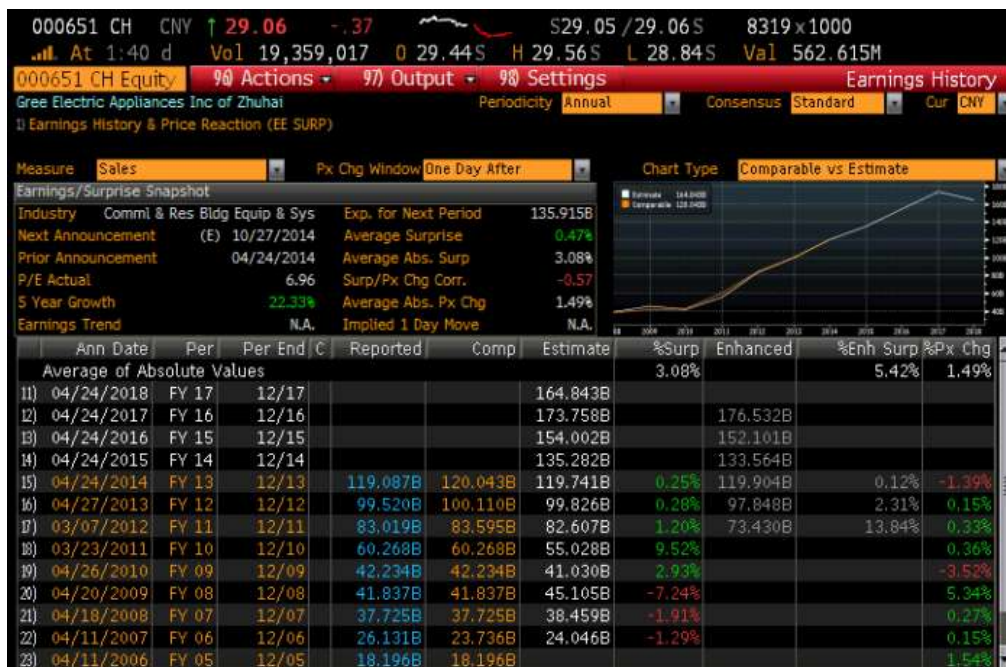 000651 CH CNY ↑ 29.06 -.37 S29.05 /29.06S 8319 x1000
At 1:40 d Vol 19,359,017 O 29.44S H 29.56S L 28.84S Val 562.615M
000651 CH Equity 96) Actions 97) Output 98) Settings Earnings History
Gree Electric Appliances Inc of Zhuhai Periodicity Annual Consensus Standard Cur CNY
1) Earnings History & Price Reaction (EE SURP)
Measure Sales Px Chg Window One Day After Chart Type Comparable vs Estimate
Earnings/Surprise Snapshot
Industry Comml & Res Bldg Equip & Sys Exp. for Next Period 135.915B
Next Announcement (E) 10/27/2014 Average Surprise 0.47%
Prior Announcement 04/24/2014 Average Abs. Surp 3.08%
P/E Actual 6.96 Surp/Px Chg Corr. -0.57
5 Year Growth 22.33% Average Abs. Px Chg 1.49%
Earnings Trend N.A. Implied 1 Day Move N.A.
Estimate
Comparable
2009 2010 2011 2012 2013 2014 2015 2016 2017 2018
Ann Date Per Per End C Reported Comp Estimate %Surp Enhanced %Enh Surp %Px Chg
Average of Absolute Values 3.08% 5.42% 1.49%
11) 04/24/2018 FY 17 12/17 164.843B
12) 04/24/2017 FY 16 12/16 173.758B 176.532B
13) 04/24/2016 FY 15 12/15 154.002B 152.101B
14) 04/24/2015 FY 14 12/14 135.282B 133.564B
15) 04/24/2014 FY 13 12/13 119.087B 120.043B 119.741B 0.25% 119.904B 0.12% -1.39%
16) 04/27/2013 FY 12 12/12 99.520B 100.110B 99.826B 0.28% 97.848B 2.31% 0.15%
17) 03/07/2012 FY 11 12/11 83.019B 83.595B 82.607B 1.20% 73.430B 13.84% 0.33%
18) 03/23/2011 FY 10 12/10 60.268B 60.268B 55.028B 9.52% 0.36%
19) 04/26/2010 FY 09 12/09 42.234B 42.234B 41.030B 2.93% -3.52%
20) 04/20/2009 FY 08 12/08 41.837B 41.837B 45.105B -7.24% 5.34%
21) 04/18/2008 FY 07 12/07 37.725B 37.725B 38.459B -1.91% 0.27%
22) 04/11/2007 FY 06 12/06 26.131B 23.736B 24.046B -1.29% 0.15%
23) 04/11/2006 FY 05 12/05 18.196B 18.196B 1.54%